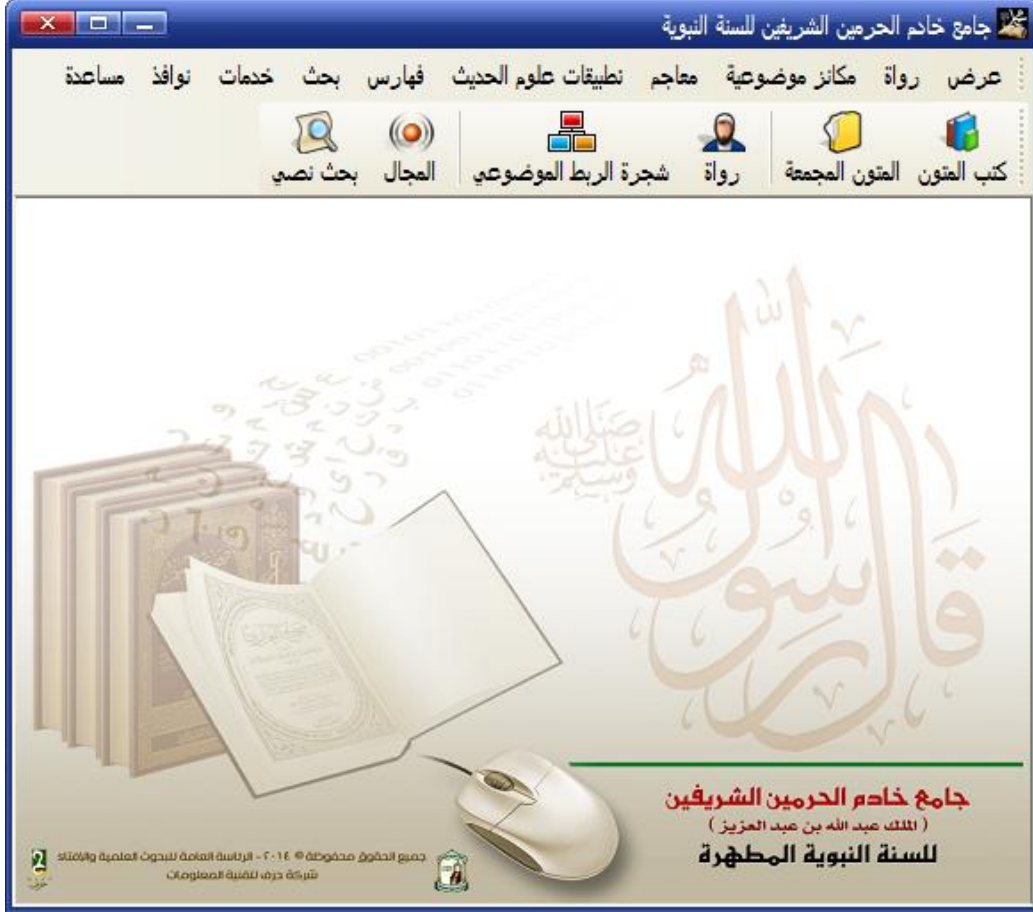 جامع خادم الحرمين الشريفين للسنة النبوية
عرض رواة مكانز موضوعية معاجم تطبيقات علوم الحديث فهارس بحث خدمات نوافذ مساعدة
كتب المتون المتون المجمعة رواة شجرة الربط الموضوعي المجال بحث نصي
قال رسول الله
صلى الله عليه وسلم
جامع خادم الحرمين الشريفين
( الملك عبد الله بن عبد العزيز )
للسنة النبوية المطهرة
جميع الحقوق محفوظة © ٢٠١٤ - الرئاسة العامة للبحوث العلمية والافتاء
شركة حرف لتقنية المعلومات
حرف